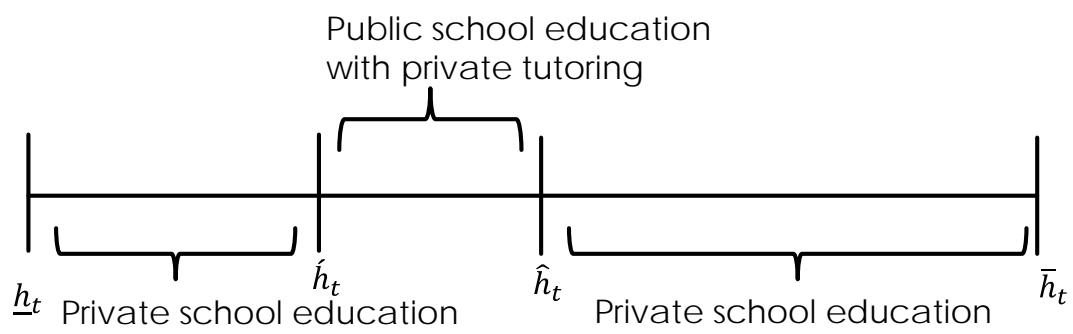 Public school education
with private tutoring
h̲ₜ
Private school education
h́ₜ
ĥₜ
Private school education
h̄ₜ